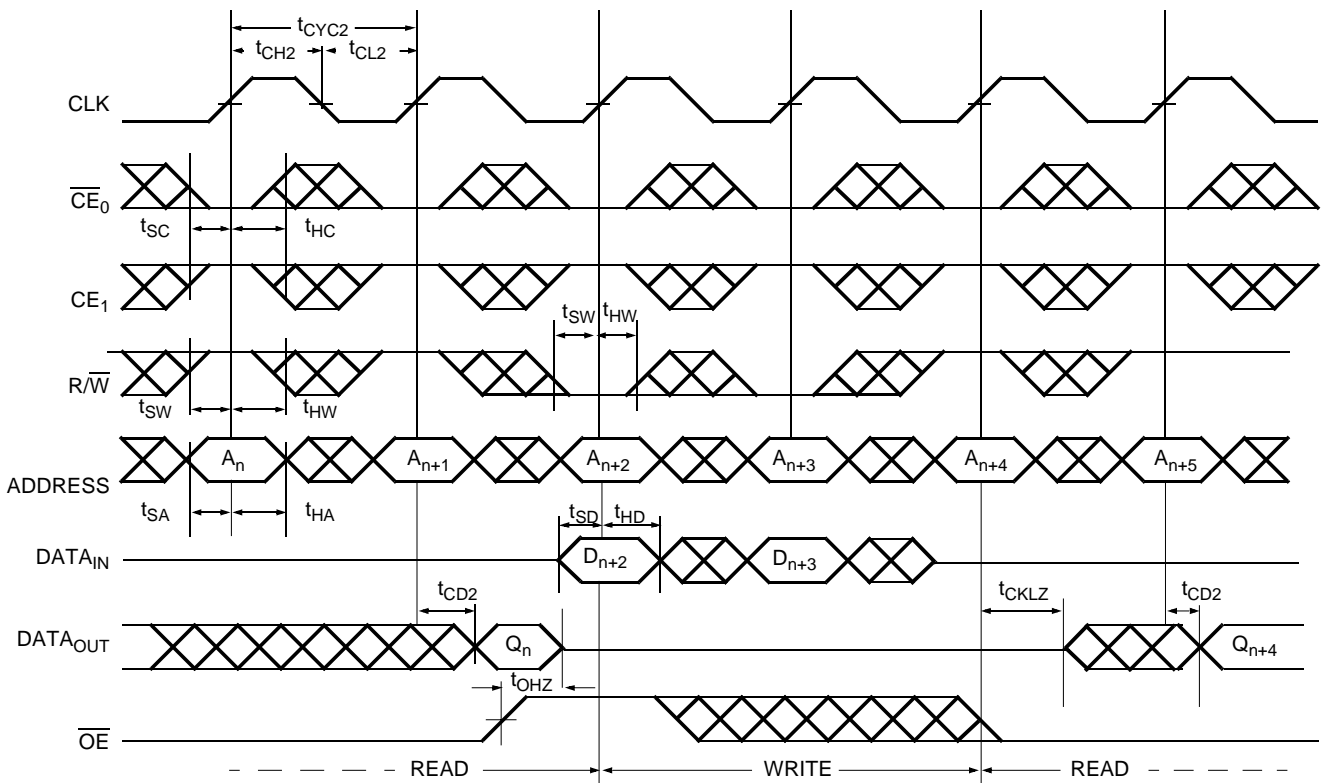 tCYC2
tCH2 tCL2
CLK
CE0
tSC tHC
CE1
tSW tHW
R/W
tSW tHW
An An+1 An+2 An+3 An+4 An+5
ADDRESS
tSA tHA tSD tHD
DATAIN Dn+2 Dn+3
tCD2 tCKLZ tCD2
DATAOUT Qn Qn+4
tOHZ
OE
READ WRITE READ